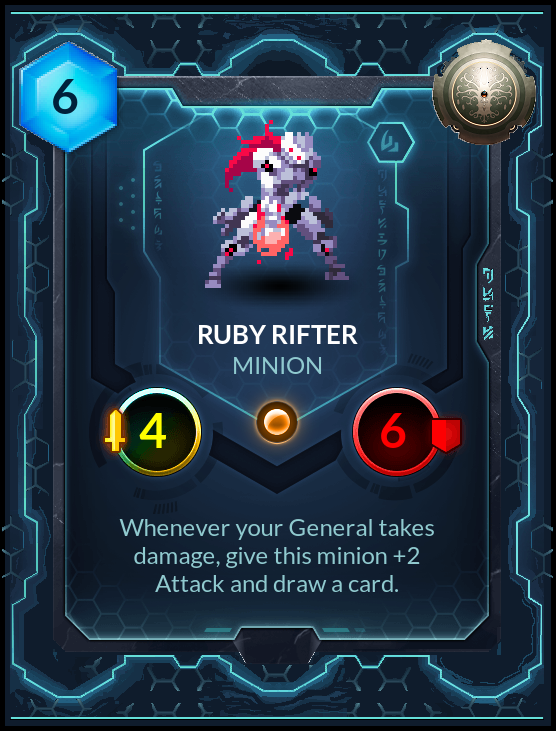 6
RUBY RIFTER
MINION
4
6
Whenever your General takes
damage, give this minion +2
Attack and draw a card.